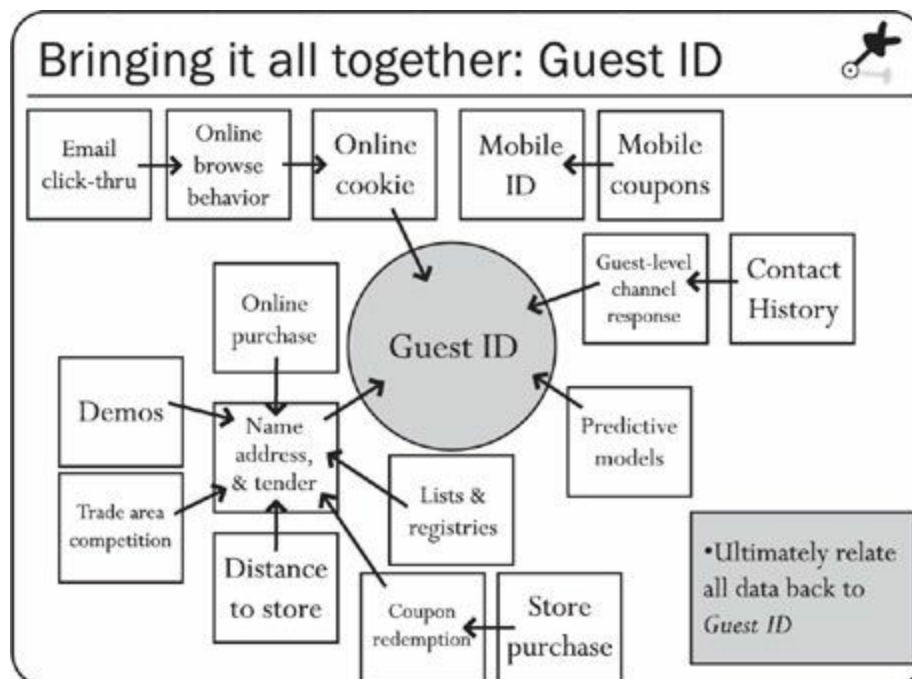 Bringing it all together: Guest ID
Email
click-thru
Online
browse
behavior
Online
cookie
Mobile
ID
Mobile
coupons
Guest-level
channel
response
Contact
History
Online
purchase
Guest ID
Demos
Name
address,
& tender
Predictive
models
Trade area
competition
Lists &
registries
Distance
to store
Coupon
redemption
Store
purchase
•Ultimately relate
all data back to
Guest ID